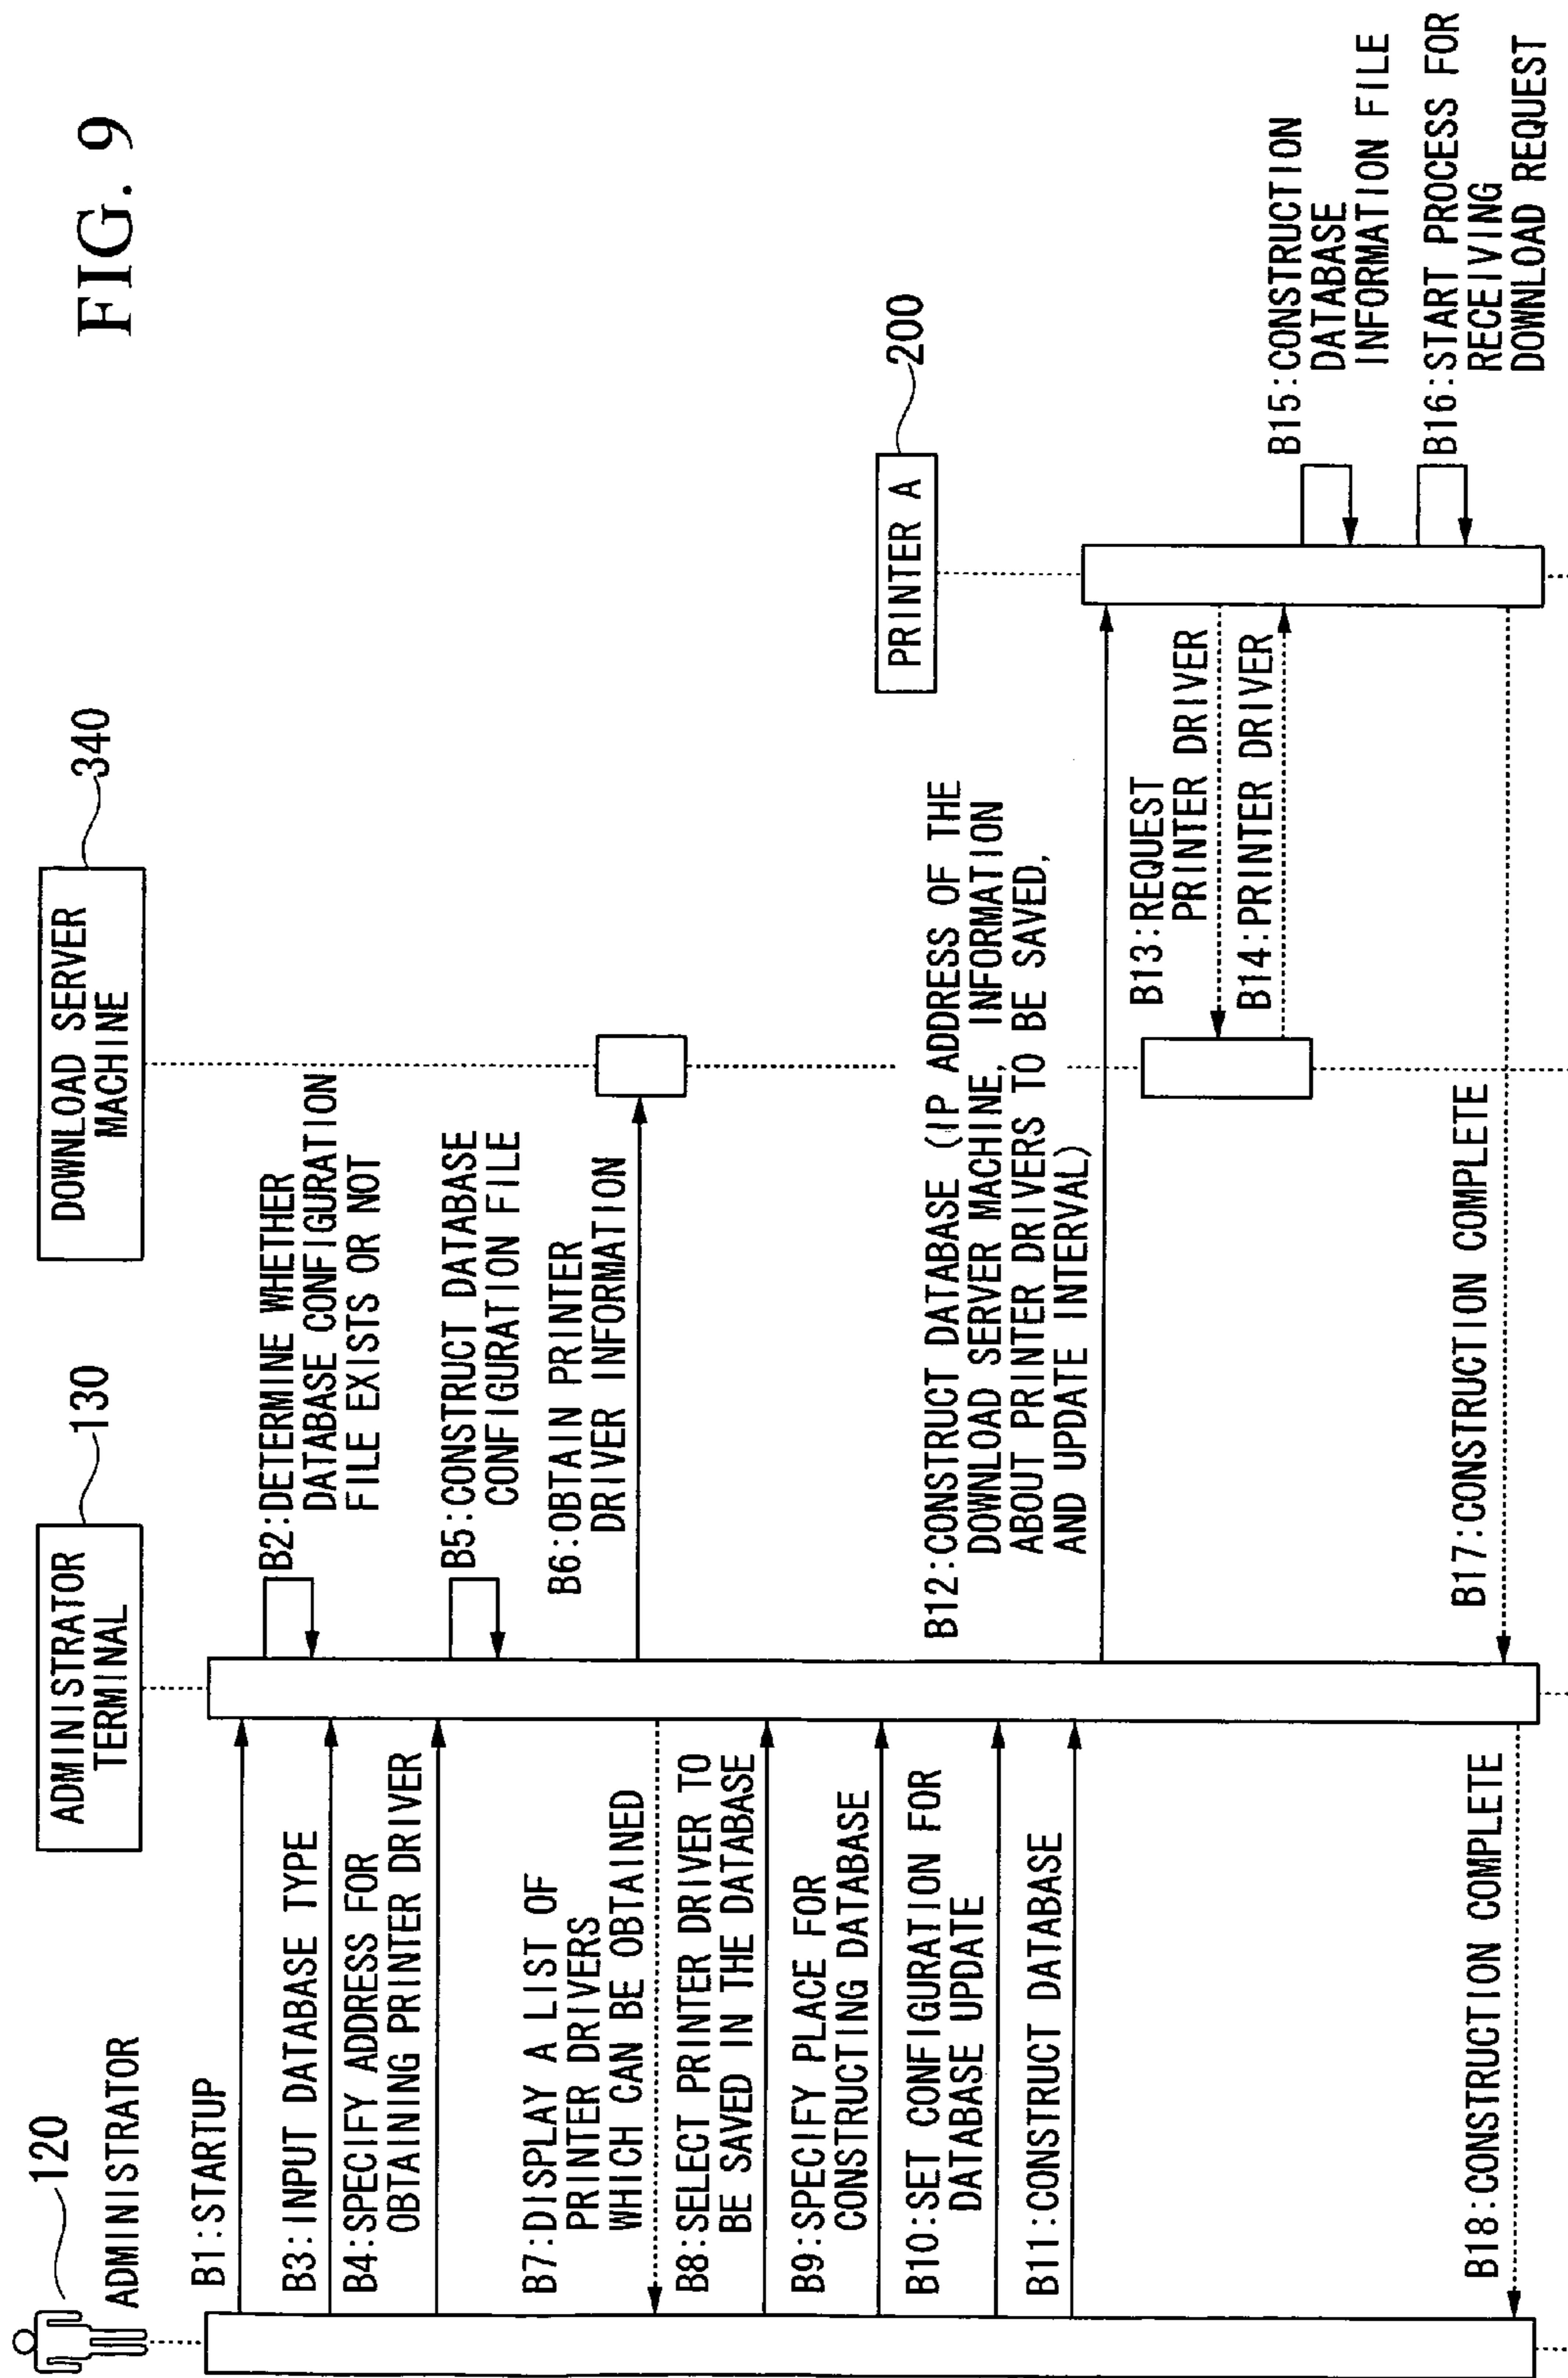 FIG. 9
120
ADMINISTRATOR
ADMINISTRATOR
TERMINAL
130
DOWNLOAD SERVER
MACHINE
340
PRINTER A
200
B1:STARTUP
B2:DETERMINE WHETHER
DATABASE CONFIGURATION
FILE EXISTS OR NOT
B3:INPUT DATABASE TYPE
B4:SPECIFY ADDRESS FOR
OBTAINING PRINTER DRIVER
B5:CONSTRUCT DATABASE
CONFIGURATION FILE
B6:OBTAIN PRINTER
DRIVER INFORMATION
B7:DISPLAY A LIST OF
PRINTER DRIVERS
WHICH CAN BE OBTAINED
B8:SELECT PRINTER DRIVER TO
BE SAVED IN THE DATABASE
B9:SPECIFY PLACE FOR
CONSTRUCTING DATABASE
B10:SET CONFIGURATION FOR
DATABASE UPDATE
B11:CONSTRUCT DATABASE
B12:CONSTRUCT DATABASE (IP ADDRESS OF THE
DOWNLOAD SERVER MACHINE, INFORMATION
ABOUT PRINTER DRIVERS TO BE SAVED,
AND UPDATE INTERVAL)
B13:REQUEST
PRINTER DRIVER
B14:PRINTER DRIVER
B15:CONSTRUCTION
DATABASE
INFORMATION FILE
B16:START PROCESS FOR
RECEIVING
DOWNLOAD REQUEST
B17:CONSTRUCTION COMPLETE
B18:CONSTRUCTION COMPLETE